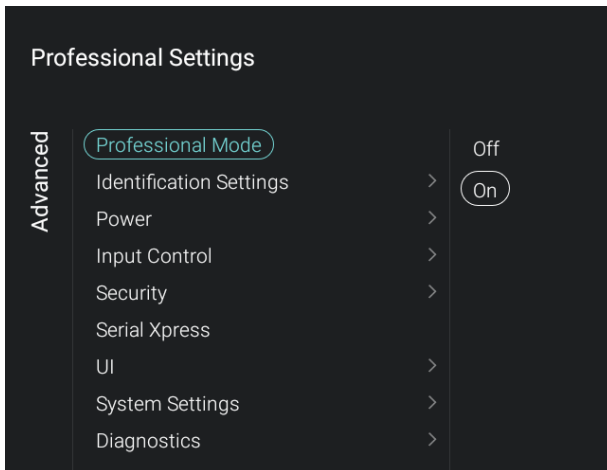 Professional Settings
Advanced
Professional Mode
Identification Settings
Power
Input Control
Security
Serial Xpress
UI
System Settings
Diagnostics
Off
On